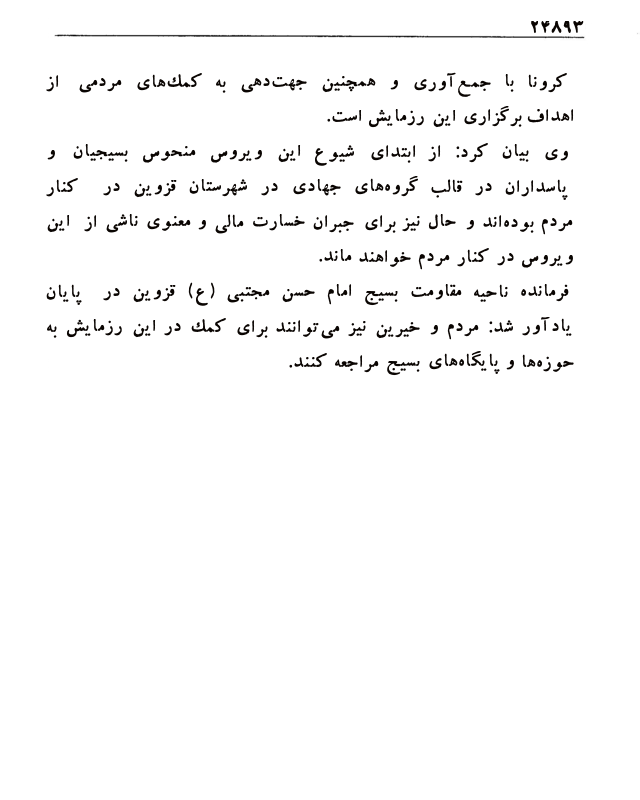 ۲۴۸۹۳
کرونا با جمع‌آوری و همچنین جهت‌دهی به کمك‌های مردمی از
اهداف برگزاری این رزمایش است.
وی بیان کرد: از ابتدای شیوع این ویروس منحوس بسیجیان و
پاسداران در قالب گروه‌های جهادی در شهرستان قزوین در کنار
مردم بوده‌اند و حال نیز برای جبران خسارت مالی و معنوی ناشی از این
ویروس در کنار مردم خواهند ماند.
فرمانده ناحیه مقاومت بسیج امام حسن مجتبی (ع) قزوین در پایان
یادآور شد: مردم و خیرین نیز می‌توانند برای کمك در این رزمایش به
حوزه‌ها و پایگاه‌های بسیج مراجعه کنند.